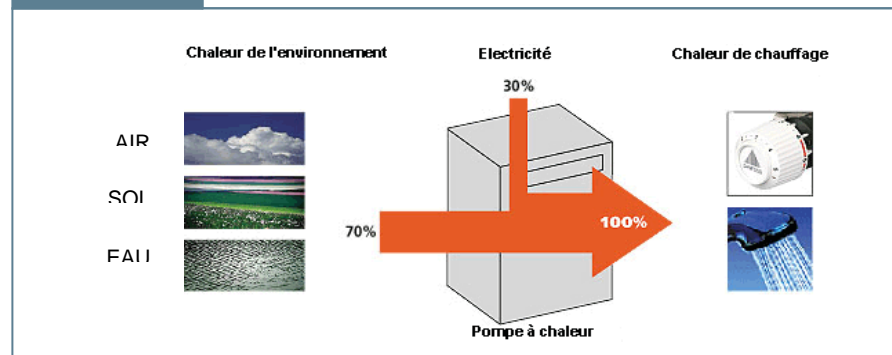 Chaleur de l'environnement
Electricité
Chaleur de chauffage
30%
AIR
SOL
70%
100%
EAU
Pompe à chaleur